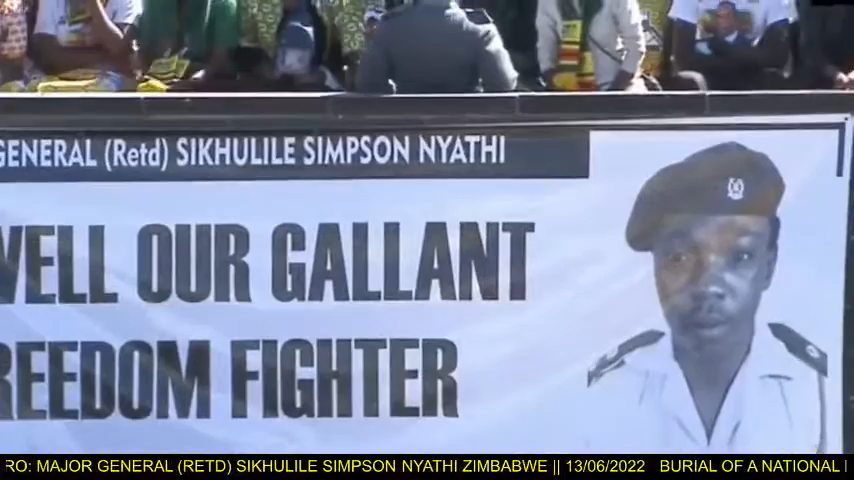 GENERAL (Retd) SIKHULILE SIMPSON NYATHI
WELL OUR GALLANT
REEDOM FIGHTER
RO: MAJOR GENERAL (RETD) SIKHULILE SIMPSON NYATHI ZIMBABWE || 13/06/2022 BURIAL OF A NATIONAL